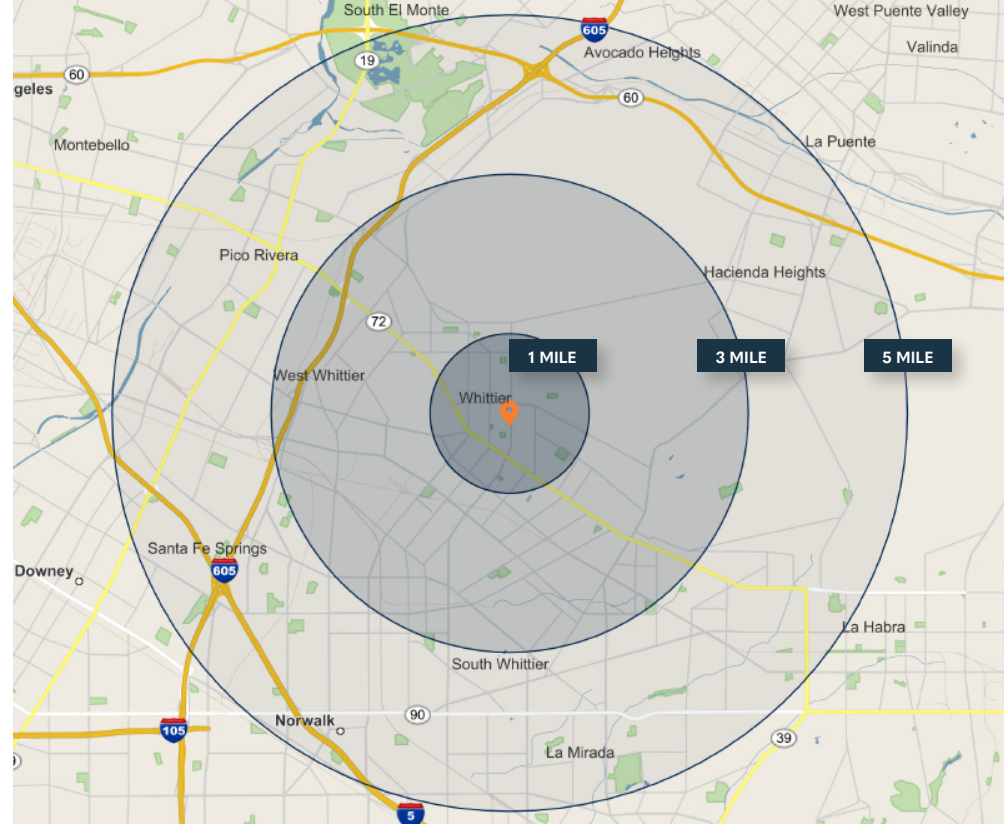 South El Monte
West Puente Valley
605
Avocado Heights
Valinda
19
60
geles
60
Montebello
La Puente
Pico Rivera
Hacienda Heights
72
1 MILE
3 MILE
5 MILE
West Whittier
Whittier
Santa Fe Springs
Downey
605
La Habra
South Whittier
90
Norwalk
105
39
La Mirada
5